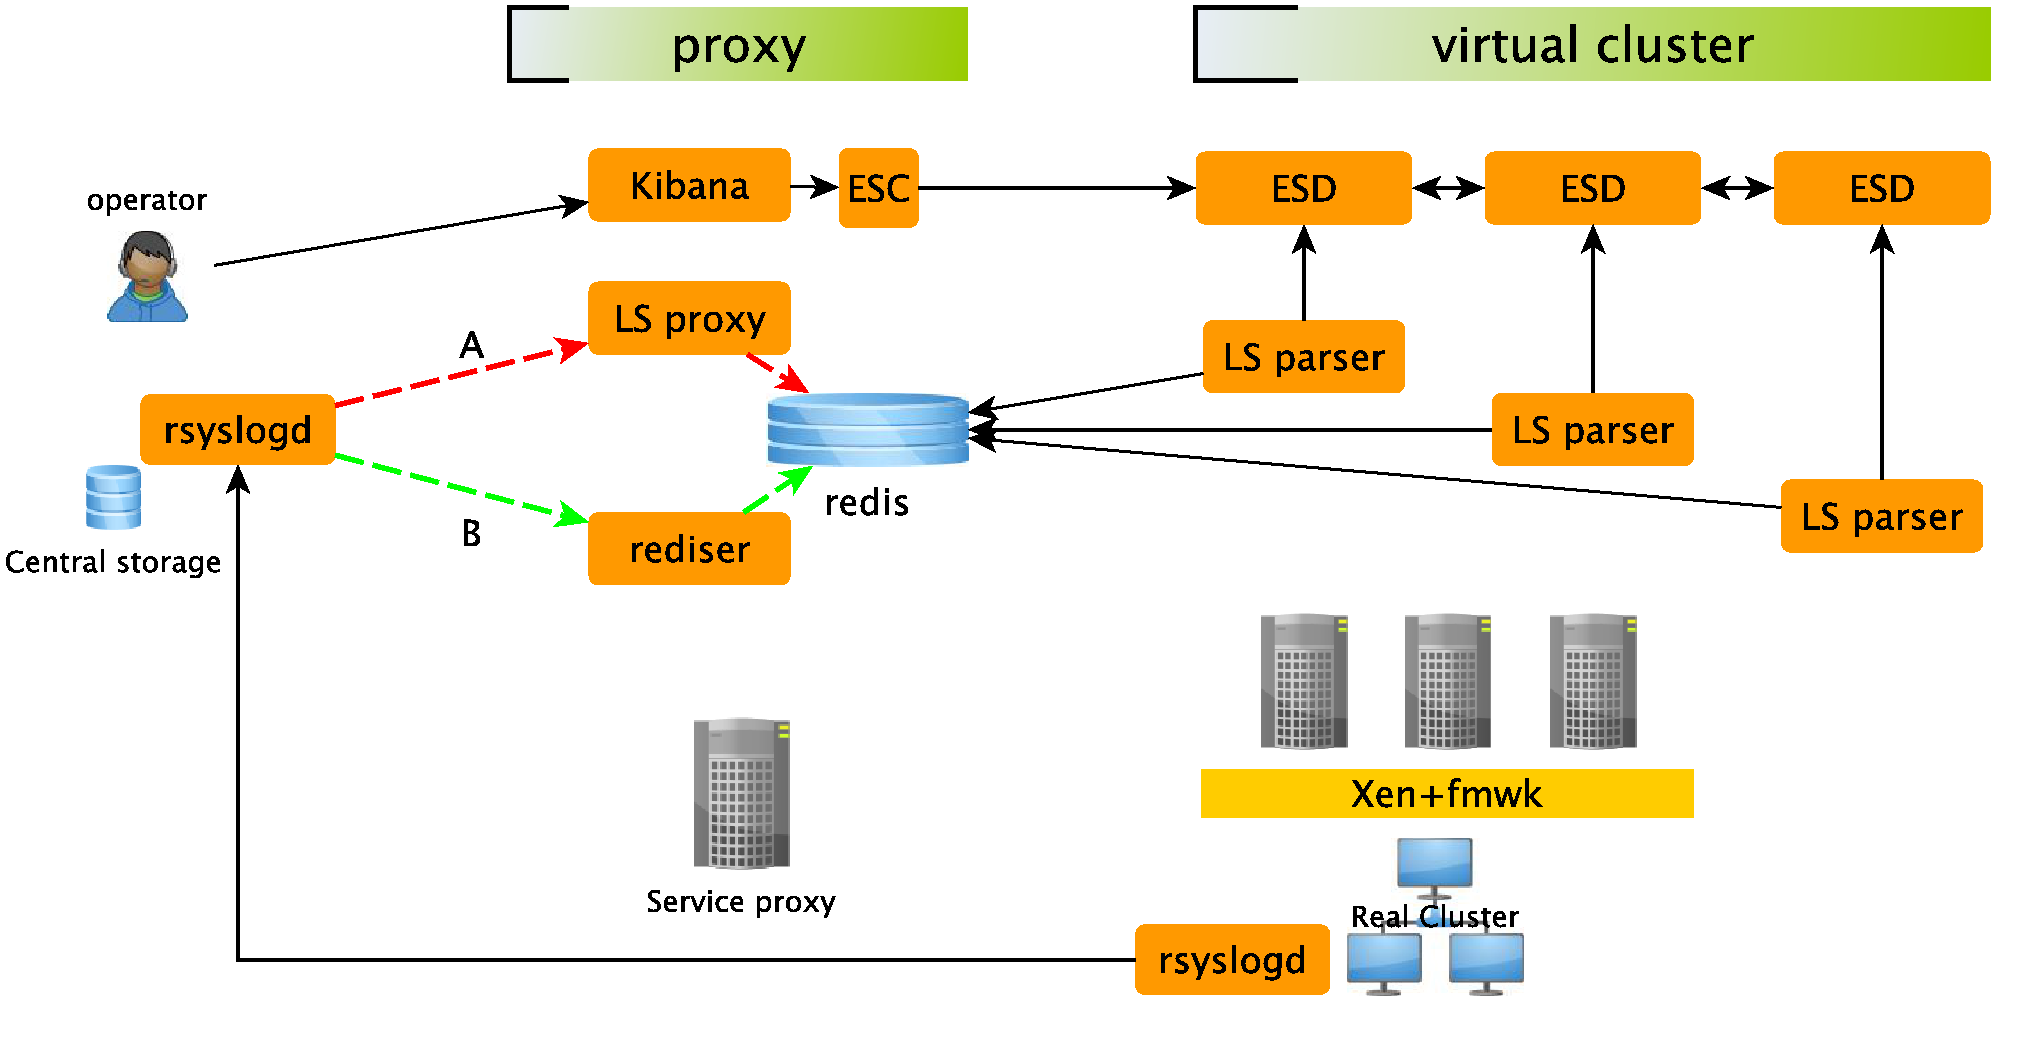 proxy
virtual cluster
operator
Kibana
ESC
ESD
ESD
ESD
LS proxy
A
LS parser
rsyslogd
LS parser
redis
LS parser
B
rediser
Central storage
Xen+fmwk
Service proxy
Real Cluster
rsyslogd